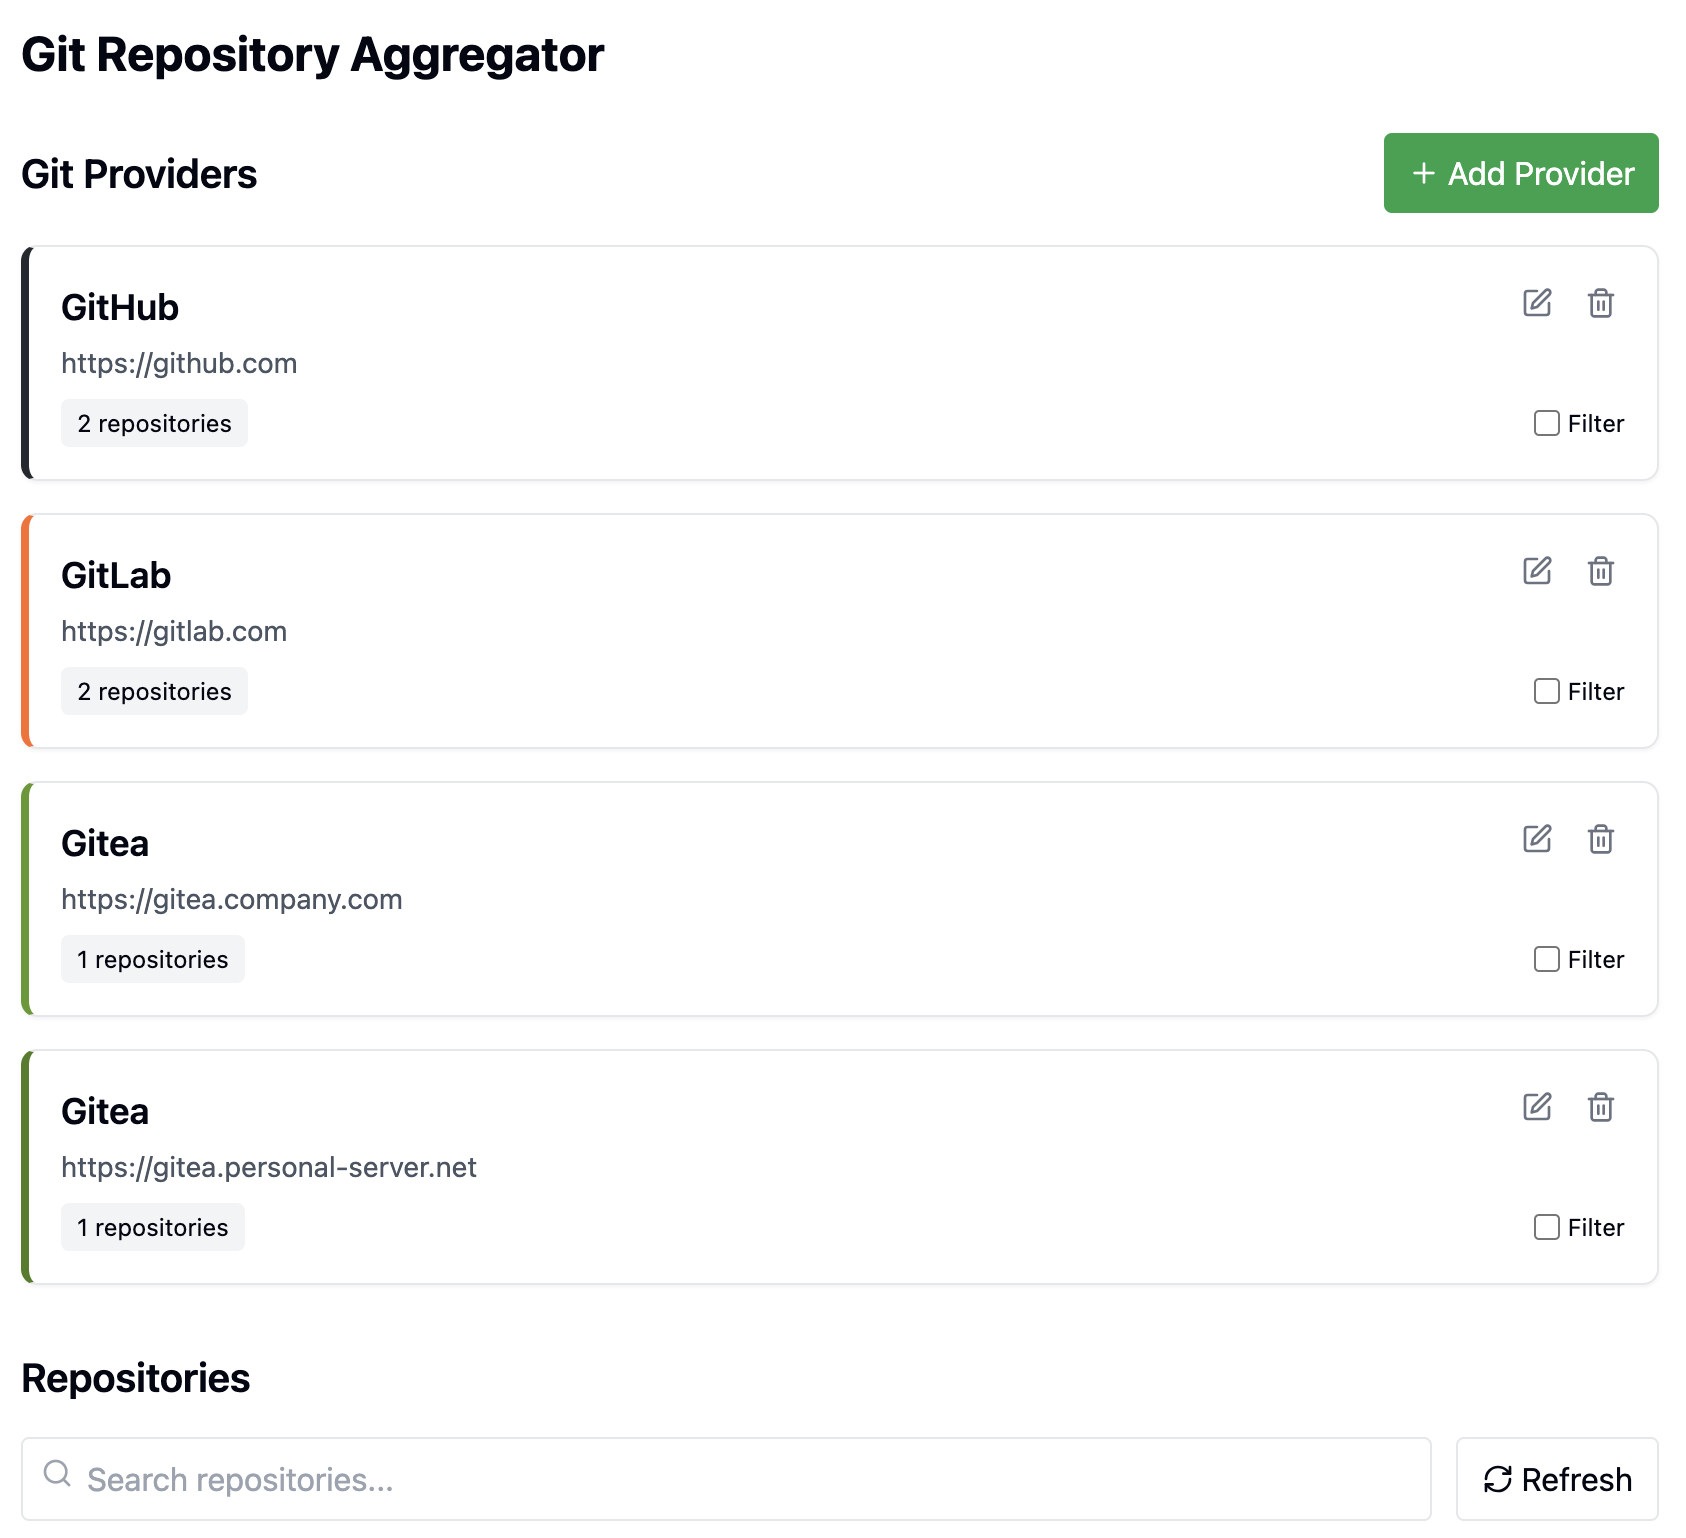 Git Repository Aggregator
Git Providers
+ Add Provider
GitHub
https://github.com
2 repositories
Filter
GitLab
https://gitlab.com
2 repositories
Filter
Gitea
https://gitea.company.com
1 repositories
Filter
Gitea
https://gitea.personal-server.net
1 repositories
Filter
Repositories
Search repositories...
Refresh